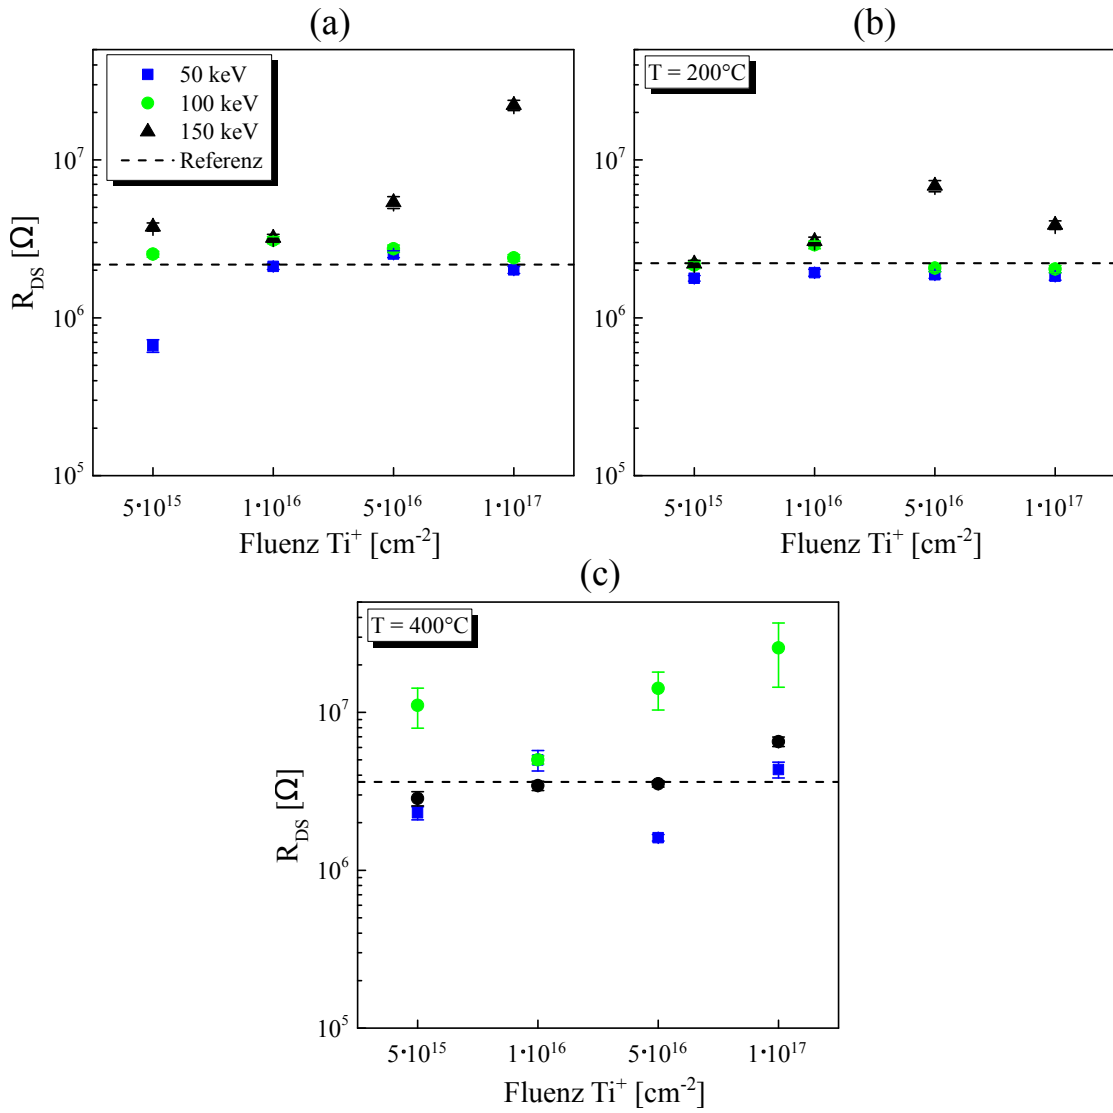 (a)
50 keV
100 keV
150 keV
Referenz
10⁷
10⁶
10⁵
R_DS [Ω]
5·10¹⁵ 1·10¹⁶ 5·10¹⁶ 1·10¹⁷
Fluenz Ti⁺ [cm⁻²]
(b)
T = 200°C
10⁷
10⁶
10⁵
5·10¹⁵ 1·10¹⁶ 5·10¹⁶ 1·10¹⁷
Fluenz Ti⁺ [cm⁻²]
(c)
T = 400°C
10⁷
10⁶
10⁵
R_DS [Ω]
5·10¹⁵ 1·10¹⁶ 5·10¹⁶ 1·10¹⁷
Fluenz Ti⁺ [cm⁻²]